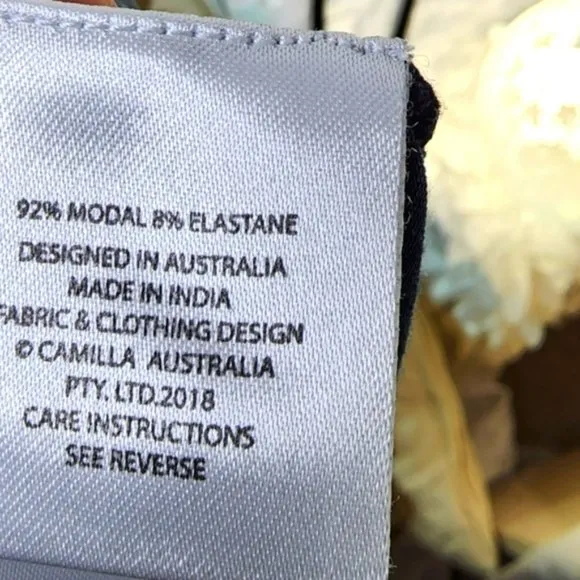 92% MODAL 8% ELASTANE
DESIGNED IN AUSTRALIA
MADE IN INDIA
FABRIC & CLOTHING DESIGN
© CAMILLA AUSTRALIA
PTY. LTD.2018
CARE INSTRUCTIONS
SEE REVERSE